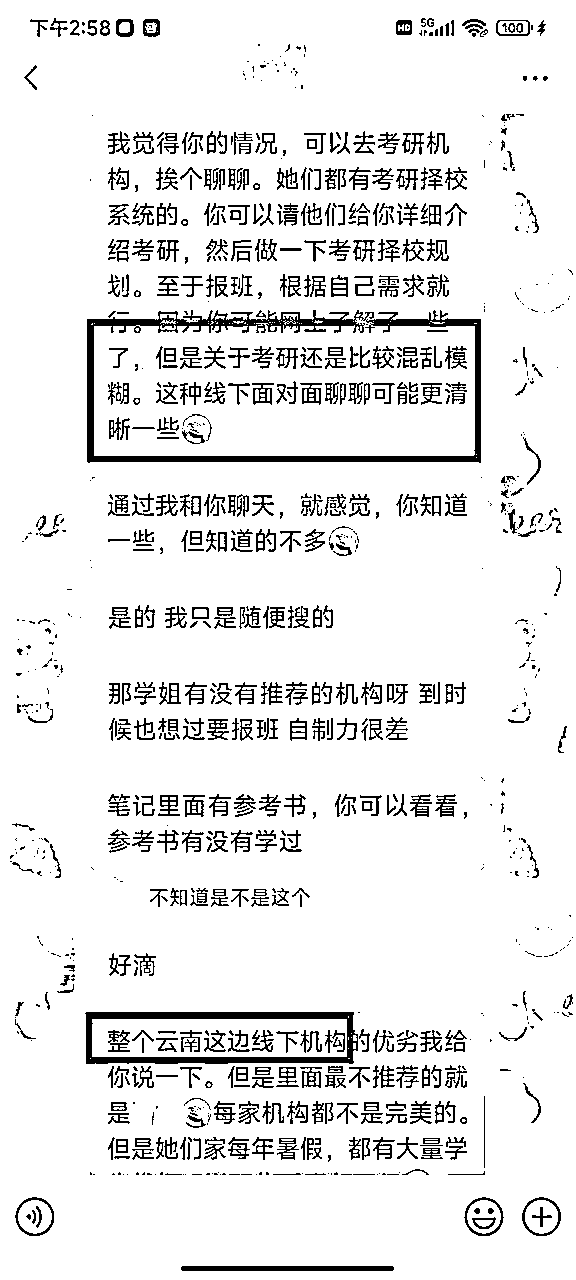 下午2:58
HD 5G 100
我觉得你的情况，可以去考研机
构，挨个聊聊。她们都有考研择校
系统的。你可以请他们给你详细介
绍考研，然后做一下考研择校规
划。至于报班，根据自己需求就
行。因为你可能网上了解了一些
了，但是关于考研还是比较混乱模
糊。这种线下面对面聊聊可能更清
晰一些
通过我和你聊天，就感觉，你知道
一些，但知道的不多
是的 我只是随便搜的
那学姐有没有推荐的机构呀 到时
候也想过要报班 自制力很差
笔记里面有参考书，你可以看看，
参考书有没有学过
不知道是不是这个
好滴
整个云南这边线下机构的优劣我给
你说一下。但是里面最不推荐的就
是 每家机构都不是完美的。
但是她们家每年暑假，都有大量学